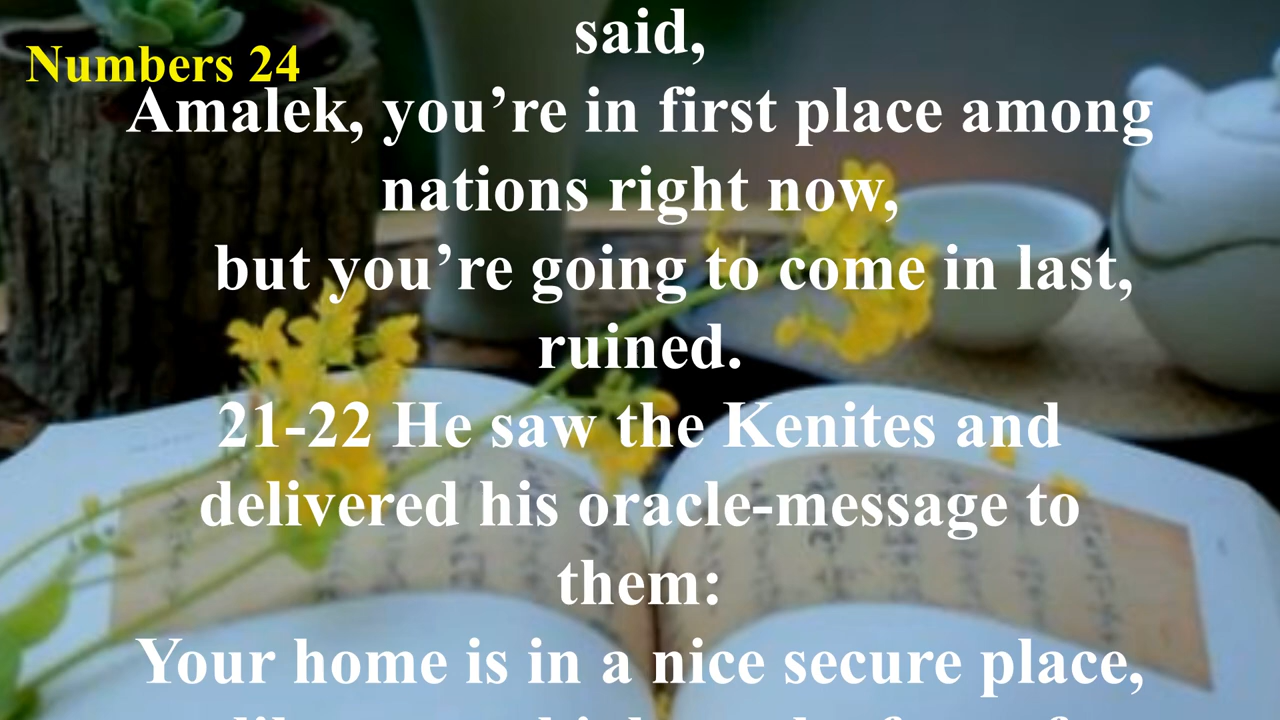 said,
Numbers 24
Amalek, you’re in first place among
nations right now,
but you’re going to come in last,
ruined.
21-22 He saw the Kenites and
delivered his oracle-message to
them:
Your home is in a nice secure place,